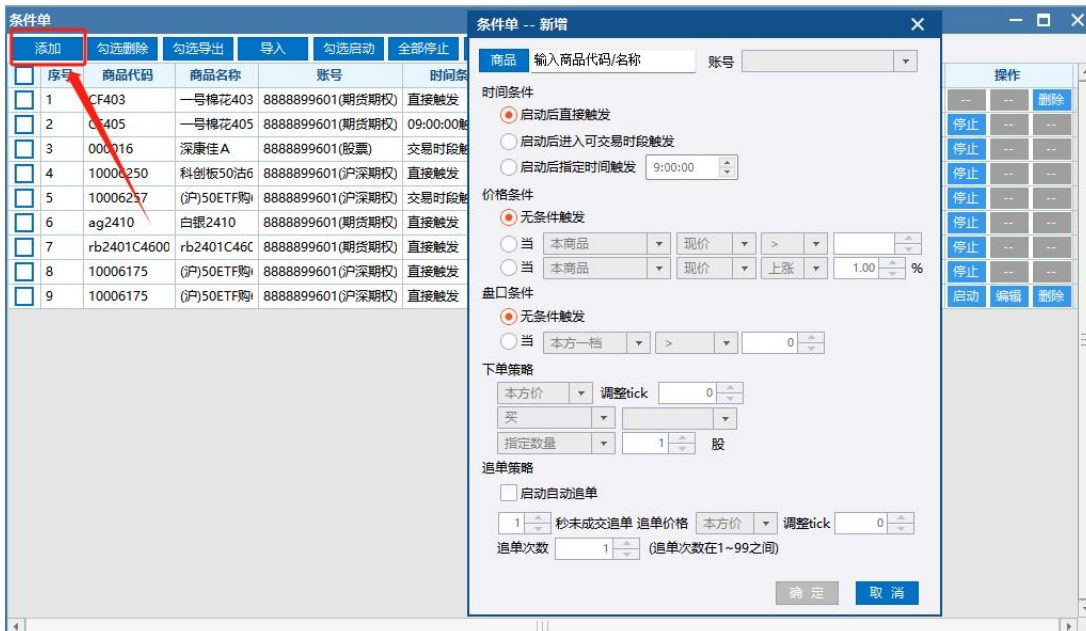 条件单
添加 勾选删除 勾选导出 导入 勾选启动 全部停止
序号 商品代码 商品名称 账号 时间条 操作
1 CF403 一号棉花403 8888899601(期货期权) 直接触发 -- -- 删除
2 CF405 一号棉花405 8888899601(期货期权) 09:00:00触 停止 -- --
3 000016 深康佳A 8888899601(股票) 交易时段触 停止 -- --
4 10006250 科创板50沽6 8888899601(沪深期权) 直接触发 停止 -- --
5 10006257 (沪)50ETF购 8888899601(沪深期权) 交易时段触 停止 -- --
6 ag2410 白银2410 8888899601(期货期权) 直接触发 停止 -- --
7 rb2401C4600 rb2401C460 8888899601(期货期权) 直接触发 停止 -- --
8 10006175 (沪)50ETF购 8888899601(沪深期权) 直接触发 停止 -- --
9 10006175 (沪)50ETF购 8888899601(沪深期权) 直接触发 启动 编辑 删除
条件单 -- 新增
商品 输入商品代码/名称 账号
时间条件
启动后直接触发
启动后进入可交易时段触发
启动后指定时间触发 9:00:00
价格条件
无条件触发
当 本商品 现价 >
当 本商品 现价 上涨 1.00 %
盘口条件
无条件触发
当 本方一档 > 0
下单策略
本方价 调整tick 0
买
指定数量 1 股
追单策略
启动自动追单
1 秒未成交追单 追单价格 本方价 调整tick 0
追单次数 1 (追单次数在1~99之间)
确 定 取 消